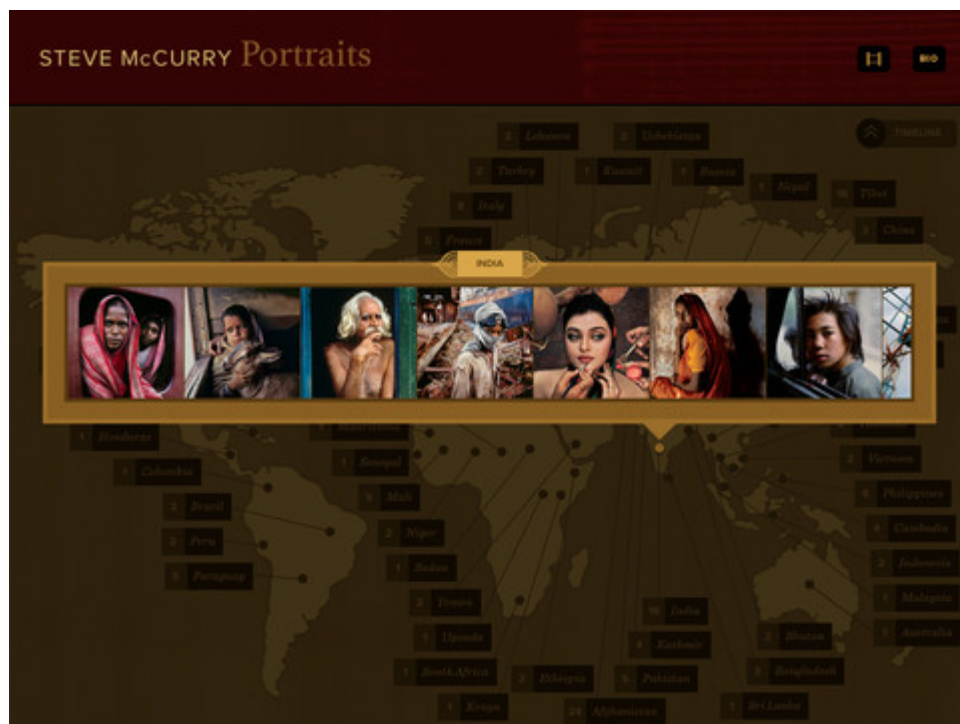 STEVE McCURRY Portraits
BIO
TIMELINE
2 Lebanon
3 Uzbekistan
2 Turkey
1 Kuwait
1 Russia
1 Nepal
16 Tibet
6 Italy
3 China
5 France
INDIA
1 Honduras
1 Colombia
1 Senegal
2 Vietnam
2 Brazil
5 Mali
6 Philippines
2 Peru
2 Niger
4 Cambodia
5 Paraguay
1 Sudan
2 Indonesia
2 Yemen
1 Malaysia
16 India
1 Uganda
4 Kashmir
2 Bhutan
Australia
1 South Africa
3 Ethiopia
5 Pakistan
Bangladesh
1 Kenya
24 Afghanistan
1 Sri Lanka